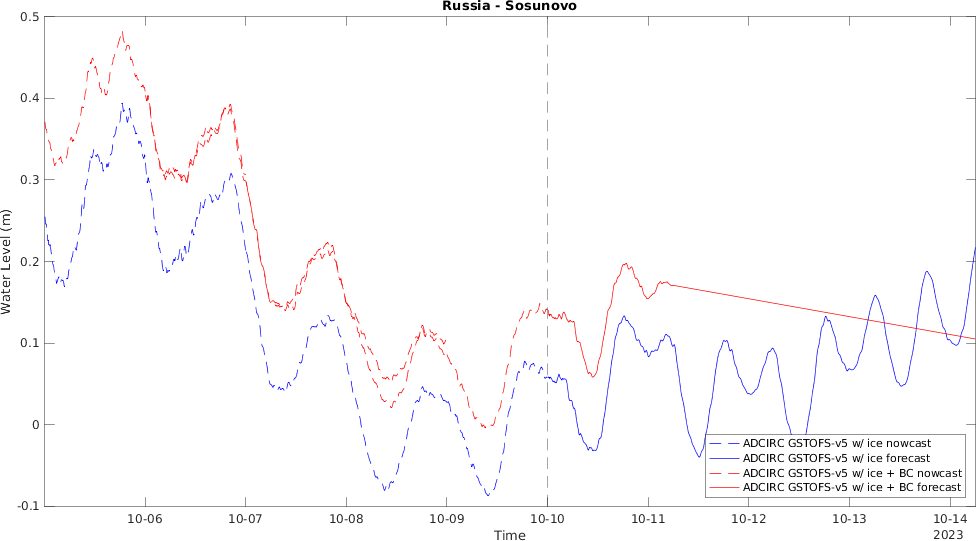 Russia - Sosunovo
0.5
0.4
0.3
0.2
0.1
0
-0.1
Water Level (m)
ADCIRC GSTOFS-v5 w/ ice nowcast
ADCIRC GSTOFS-v5 w/ ice forecast
ADCIRC GSTOFS-v5 w/ ice + BC nowcast
ADCIRC GSTOFS-v5 w/ ice + BC forecast
10-06 10-07 10-08 10-09 10-10 10-11 10-12 10-13 10-14
Time
2023